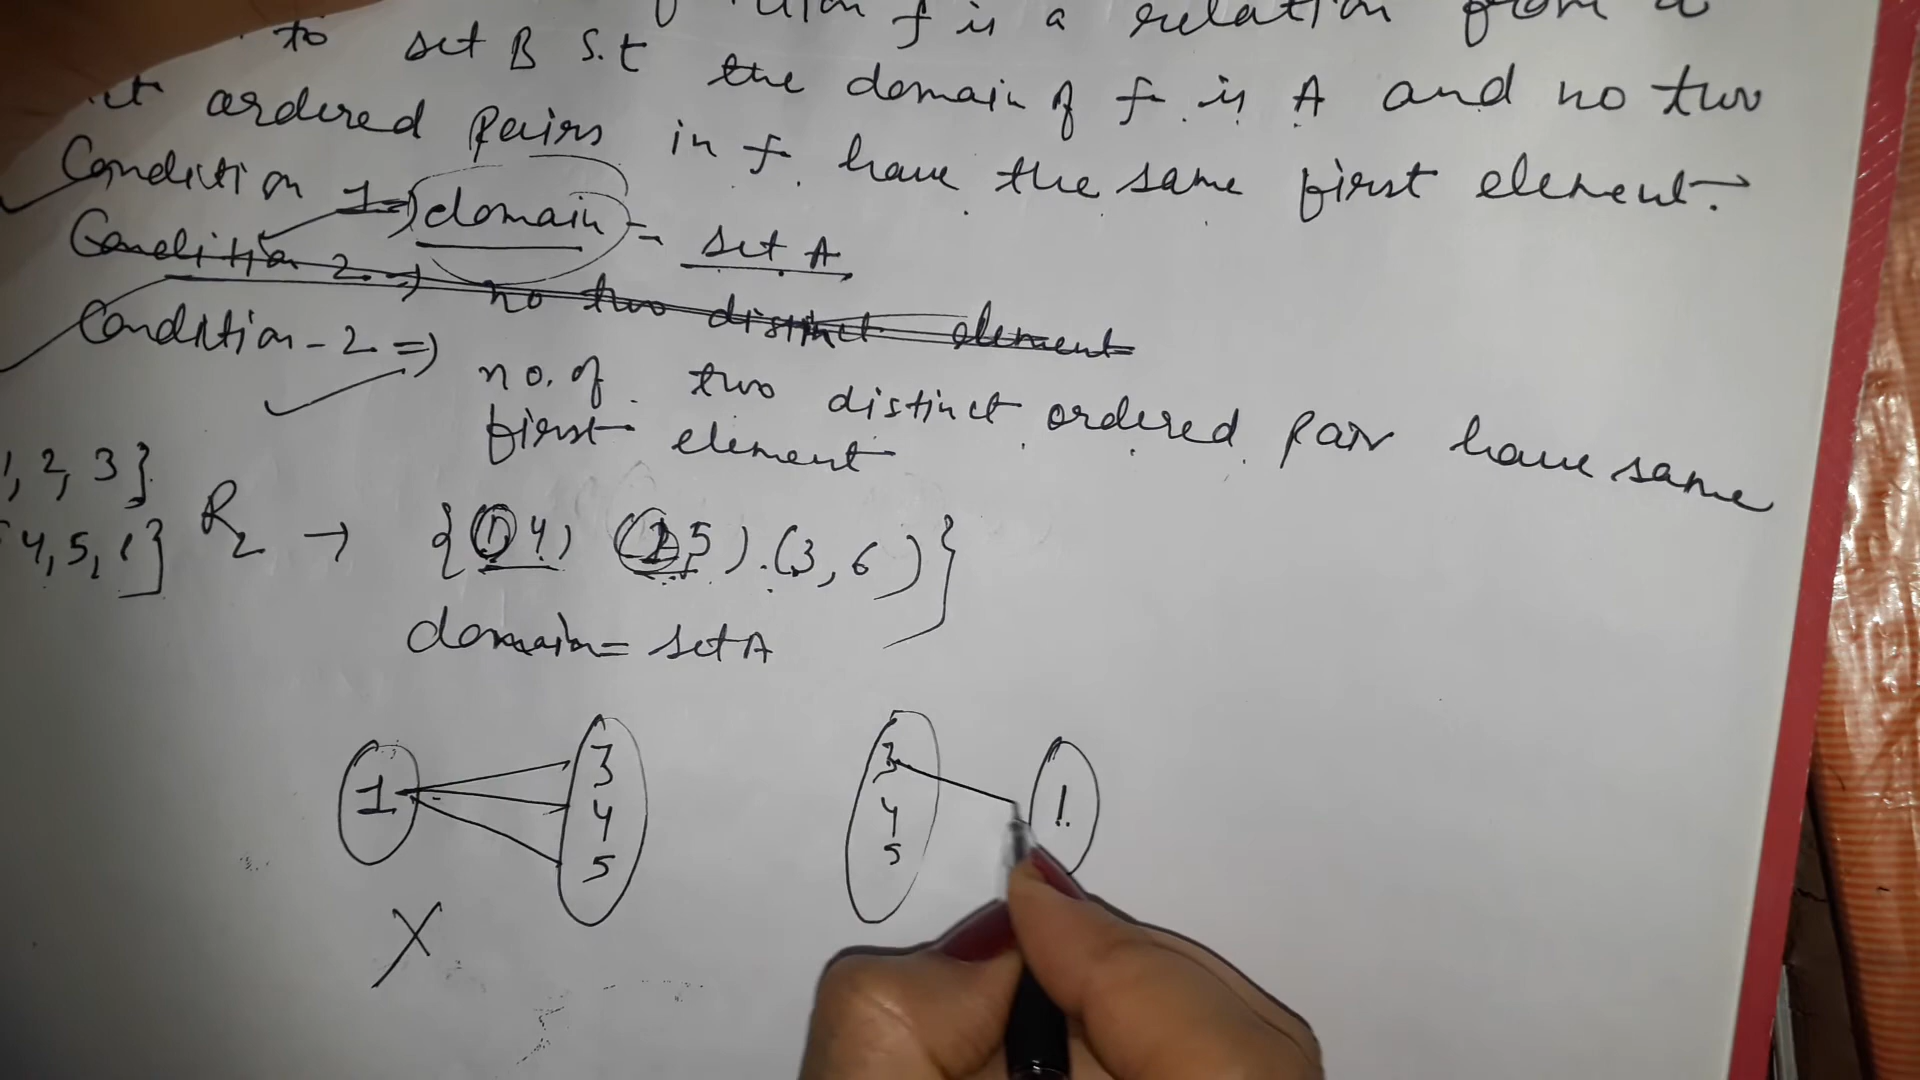 f is a relation from a
to set B s.t the domain of f is A and no two
ordered pairs in f have the same first element.
Condition 1 => domain = set A
Condition 2 => no two distinct element
Condition - 2 => no. of two distinct ordered pair have same
first element
1, 2, 3}
4, 5, 1} R2 → {(1 4) (2 5) . (3, 6)}
domain = set A
1 3 3 1.
4 4
5 5
X